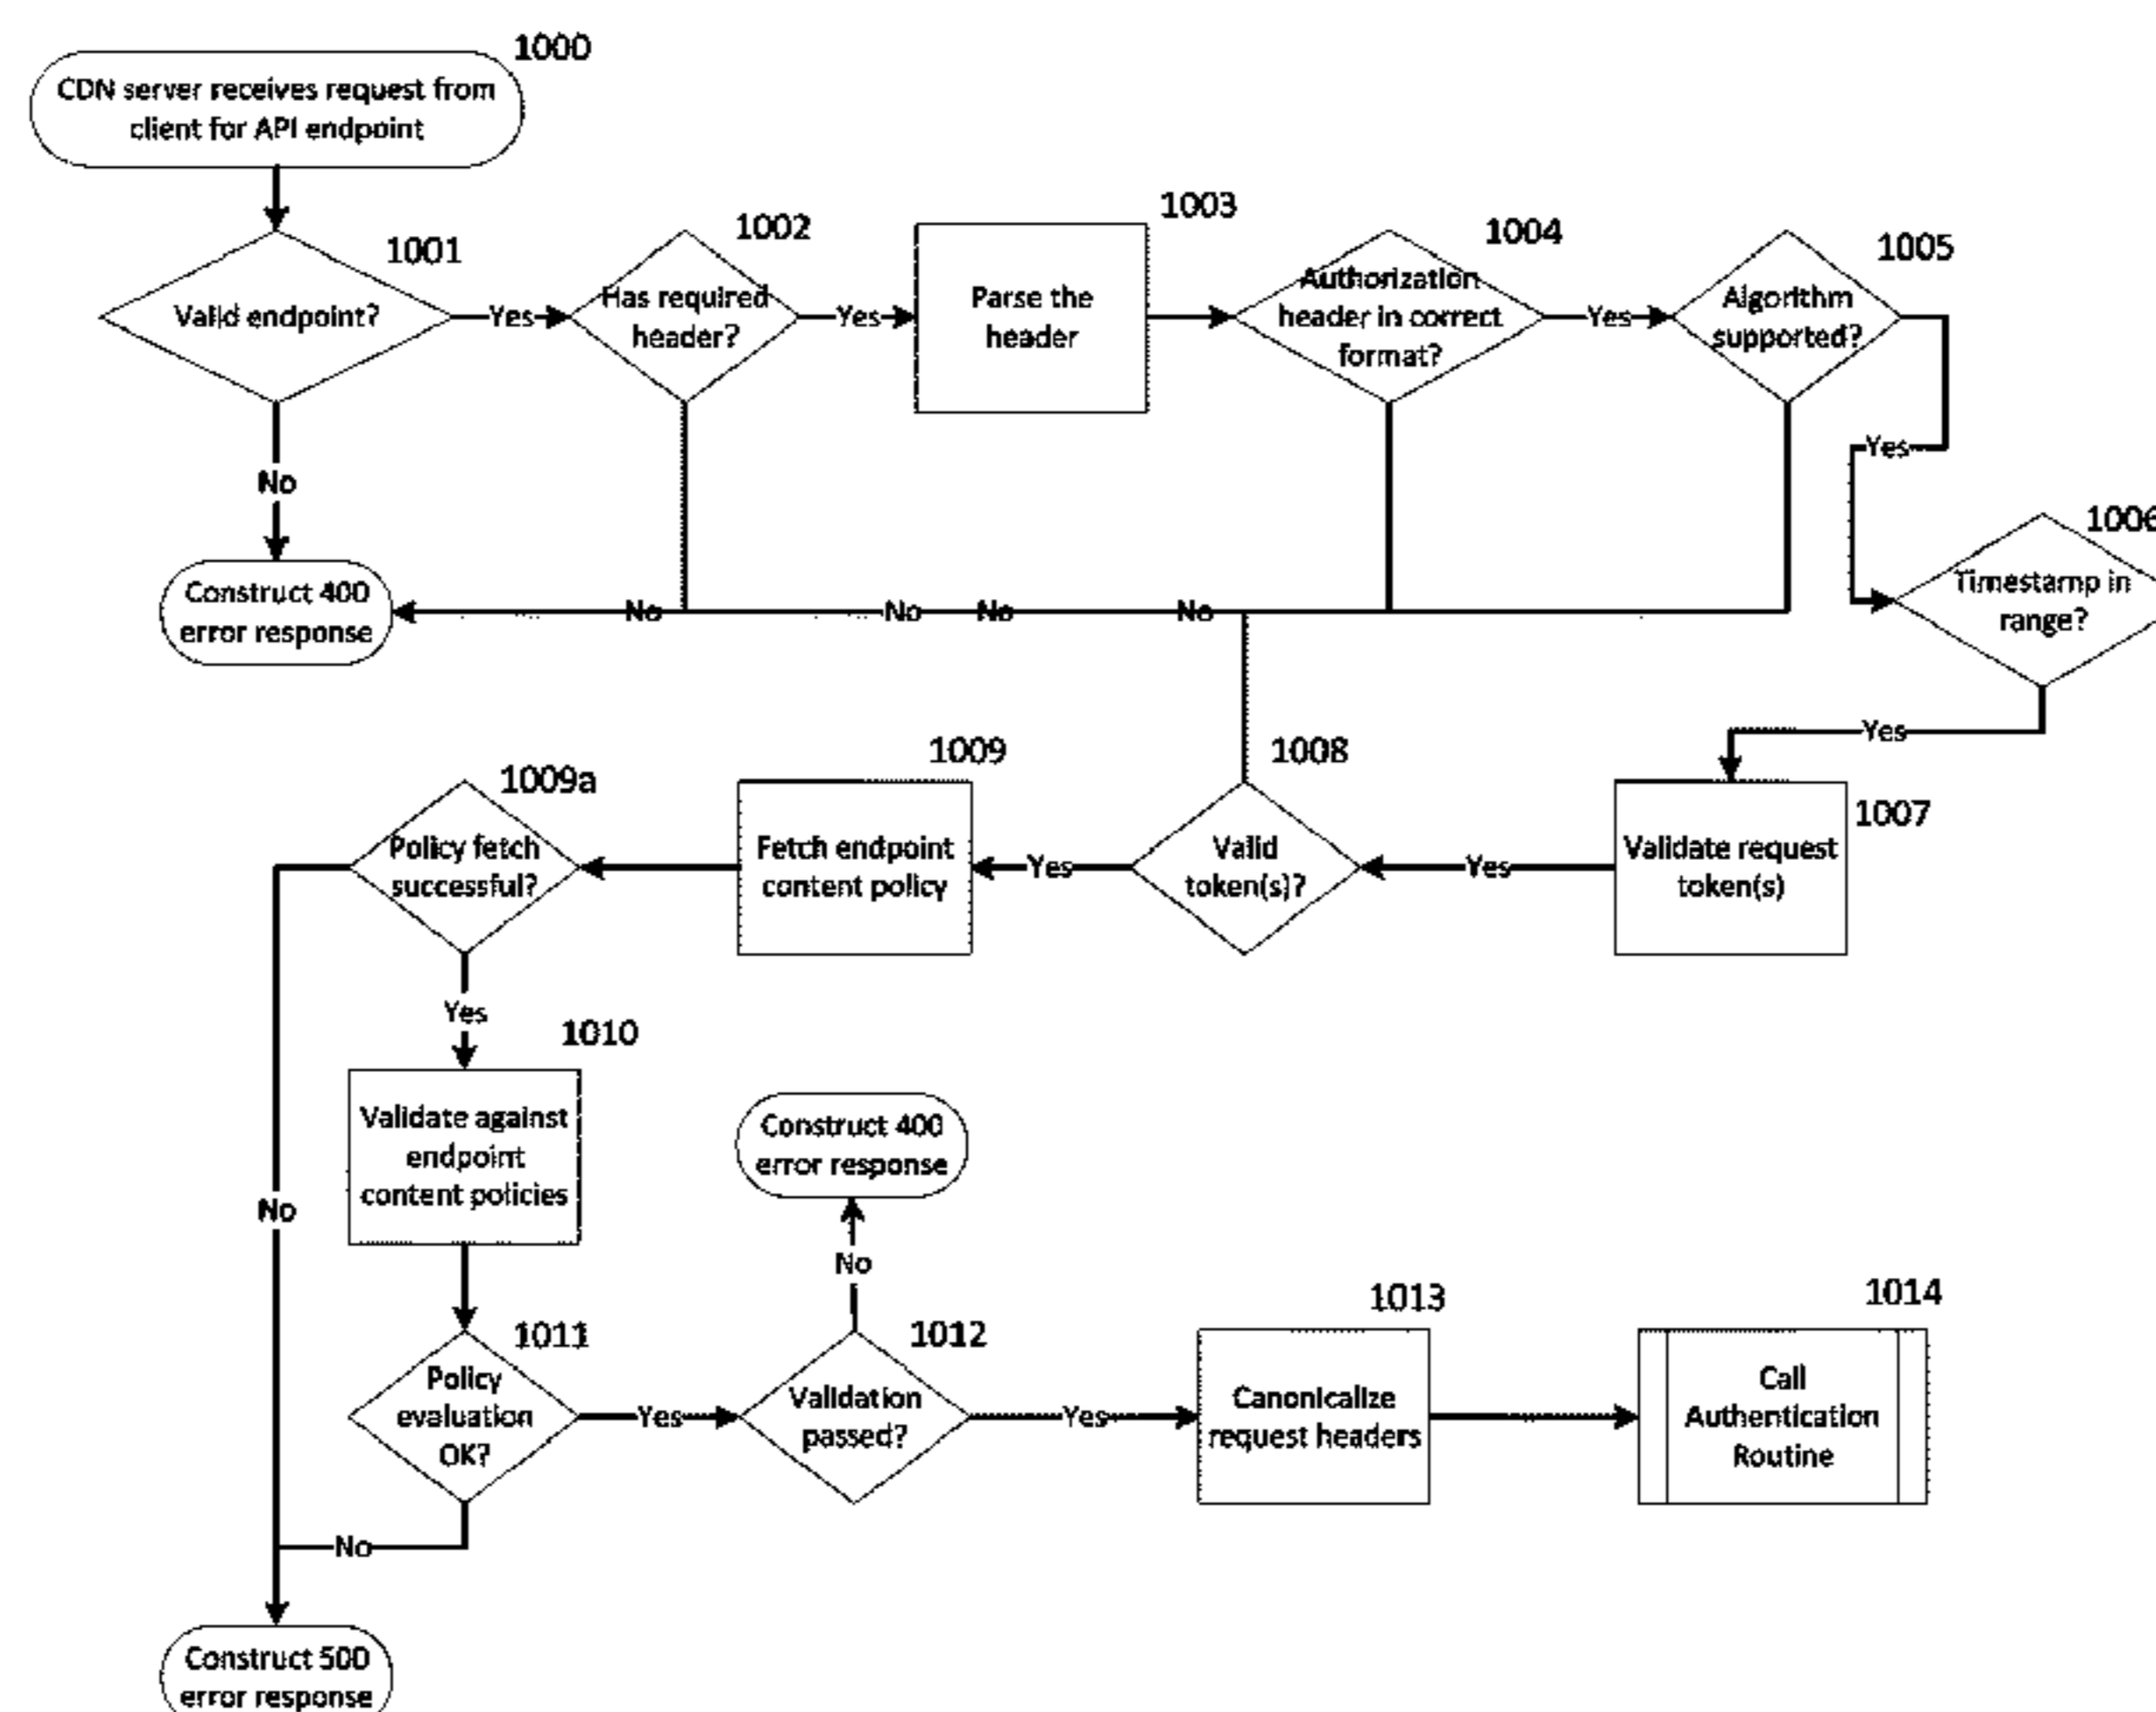 1000
CDN server receives request from
client for API endpoint
1001
Valid endpoint?
Yes
1002
Has required
header?
Yes
1003
Parse the
header
1004
Authorization
header in correct
format?
Yes
1005
Algorithm
supported?
Yes
No
Construct 400
error response
No
No
No
No
1006
Timestamp in
range?
Yes
1007
Validate request
token(s)
Yes
1008
Valid
token(s)?
Yes
1009
Fetch endpoint
content policy
1009a
Policy fetch
successful?
Yes
No
1010
Validate against
endpoint
content policies
Construct 400
error response
No
1011
Policy
evaluation
OK?
Yes
1012
Validation
passed?
Yes
1013
Canonicalize
request headers
1014
Call
Authentication
Routine
No
Construct 500
error response